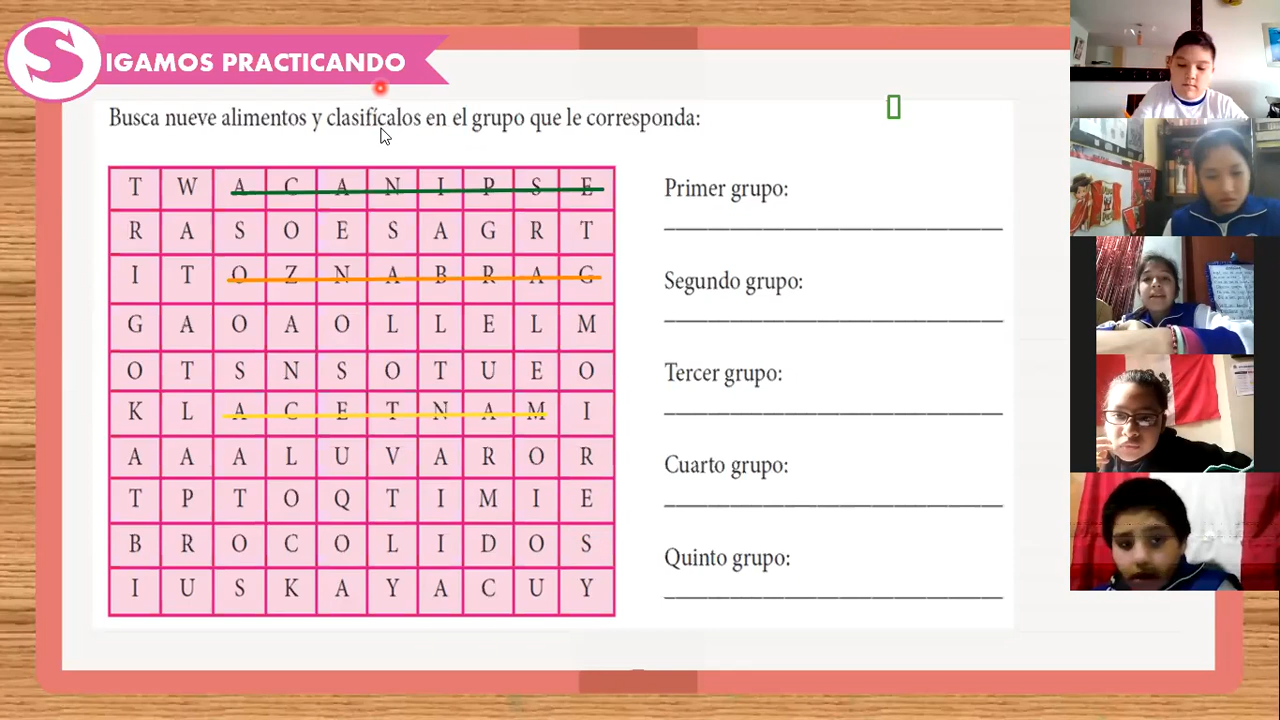 SIGAMOS PRACTICANDO
Busca nueve alimentos y clasifícalos en el grupo que le corresponda:
T W A C A N I P S E
R A S O E S A G R T
I T O Z N A B R A G
G A O A O L L E L M
O T S N S O T U E O
K L A C E T N A M I
A A A L U V A R O R
T P T O Q T I M I E
B R O C O L I D O S
I U S K A Y A C U Y
Primer grupo:
Segundo grupo:
Tercer grupo:
Cuarto grupo:
Quinto grupo: